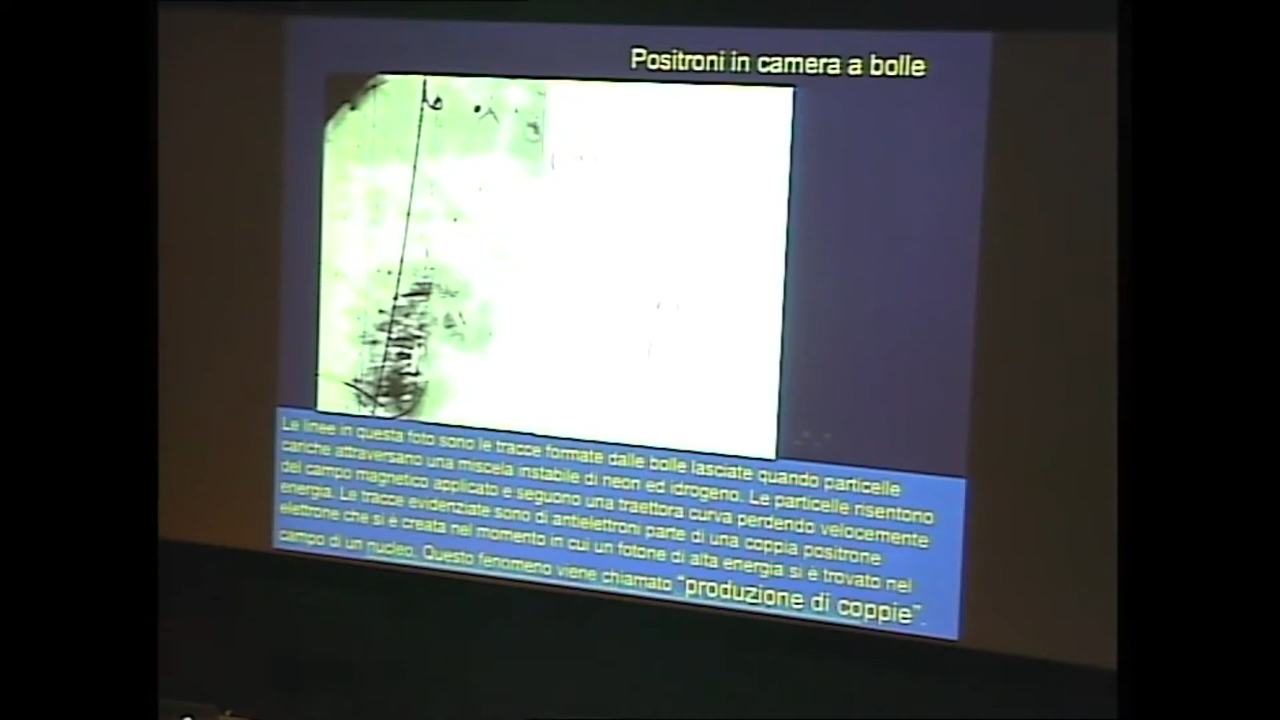 Positroni in camera a bolle
Le linee in questa foto sono le tracce formate dalle bolle lasciate quando particelle
cariche attraversano una miscela instabile di neon ed idrogeno. Le particelle risentono
del campo magnetico applicato e seguono una traettora curva perdendo velocemente
energia. Le tracce evidenziate sono di antielettroni parte di una coppia positrone
elettrone che si è creata nel momento in cui un fotone di alta energia si è trovato nel
campo di un nucleo. Questo fenomeno viene chiamato "produzione di coppie".